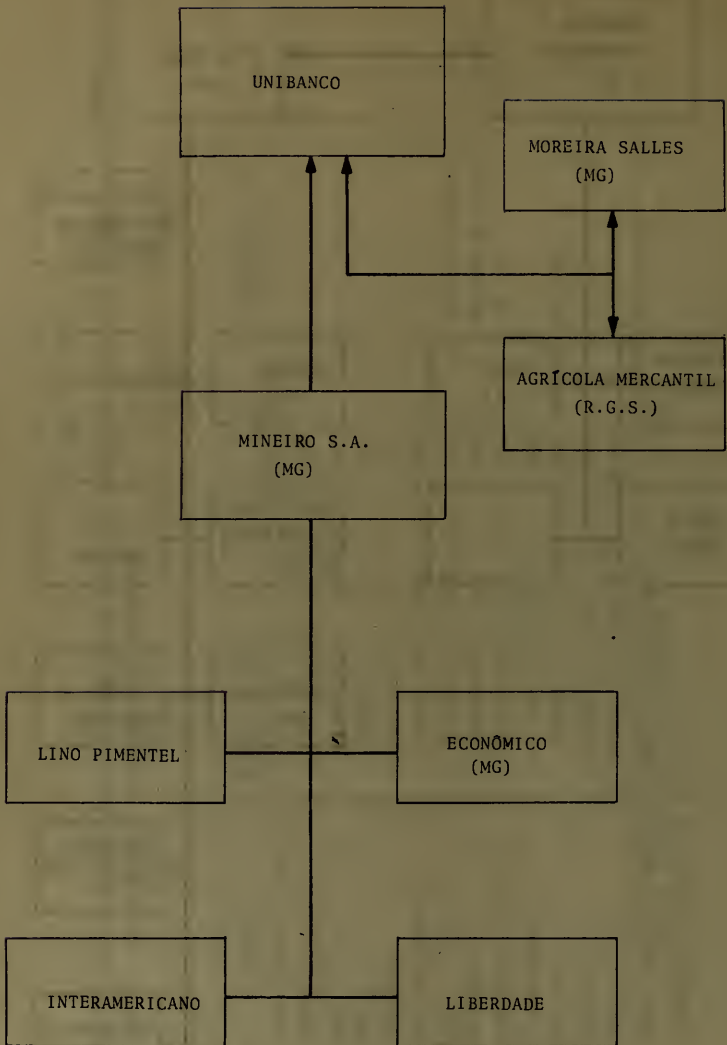 UNIBANCO
MOREIRA SALLES
(MG)
AGRÍCOLA MERCANTIL
(R.G.S.)
MINEIRO S.A.
(MG)
LINO PIMENTEL
ECONÔMICO
(MG)
INTERAMERICANO
LIBERDADE